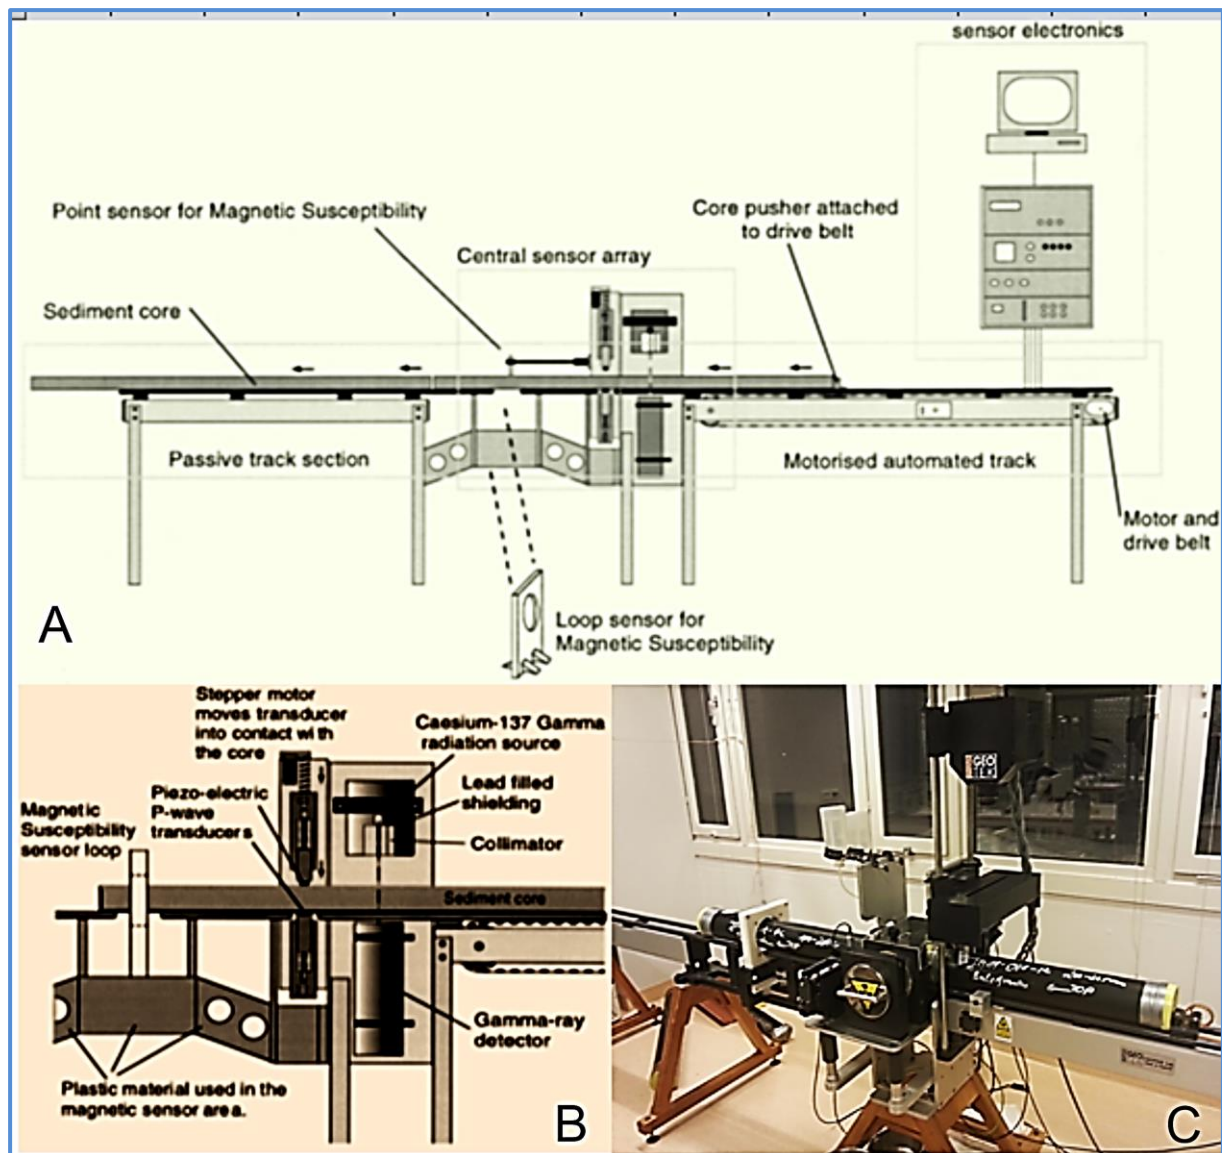 sensor electronics
Point sensor for Magnetic Susceptibility
Core pusher attached
to drive belt
Central sensor array
Sediment core
Passive track section
Motorised automated track
Motor and
drive belt
Loop sensor for
Magnetic Susceptibility
A
Stepper motor
moves transducer
into contact with
the core
Caesium-137 Gamma
radiation source
Piezo-electric
P-wave
transducers
Lead filled
shielding
Magnetic
Susceptibility
sensor loop
Collimator
Sediment core
Gamma-ray
detector
Plastic material used in the
magnetic sensor area.
B
GEO
TEK
C